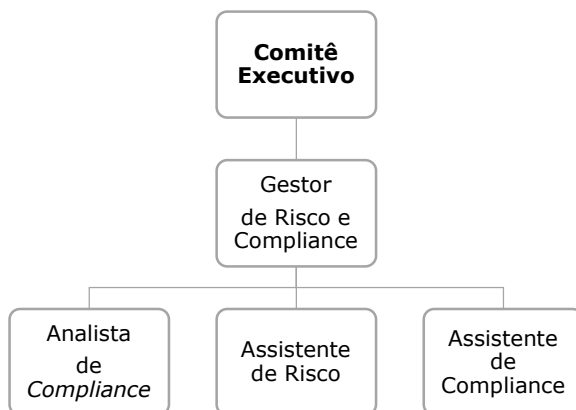 Comitê
Executivo
Gestor
de Risco e
Compliance
Analista
de
Compliance
Assistente
de Risco
Assistente
de
Compliance